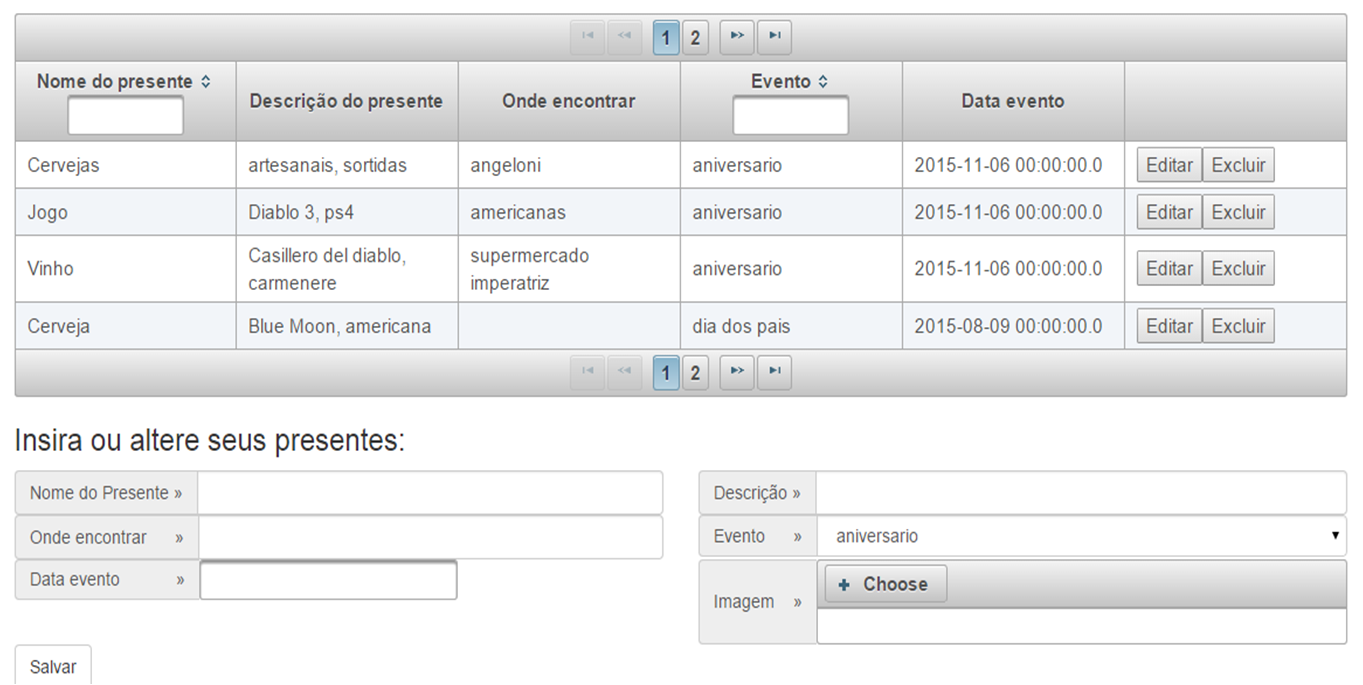 1 2
Nome do presente Descrição do presente Onde encontrar Evento Data evento
Cervejas artesanais, sortidas angeloni aniversario 2015-11-06 00:00:00.0 Editar Excluir
Jogo Diablo 3, ps4 americanas aniversario 2015-11-06 00:00:00.0 Editar Excluir
Vinho Casillero del diablo, carmenere supermercado imperatriz aniversario 2015-11-06 00:00:00.0 Editar Excluir
Cerveja Blue Moon, americana dia dos pais 2015-08-09 00:00:00.0 Editar Excluir
1 2
Insira ou altere seus presentes:
Nome do Presente » Descrição »
Onde encontrar » Evento » aniversario
Data evento » Imagem » + Choose
Salvar